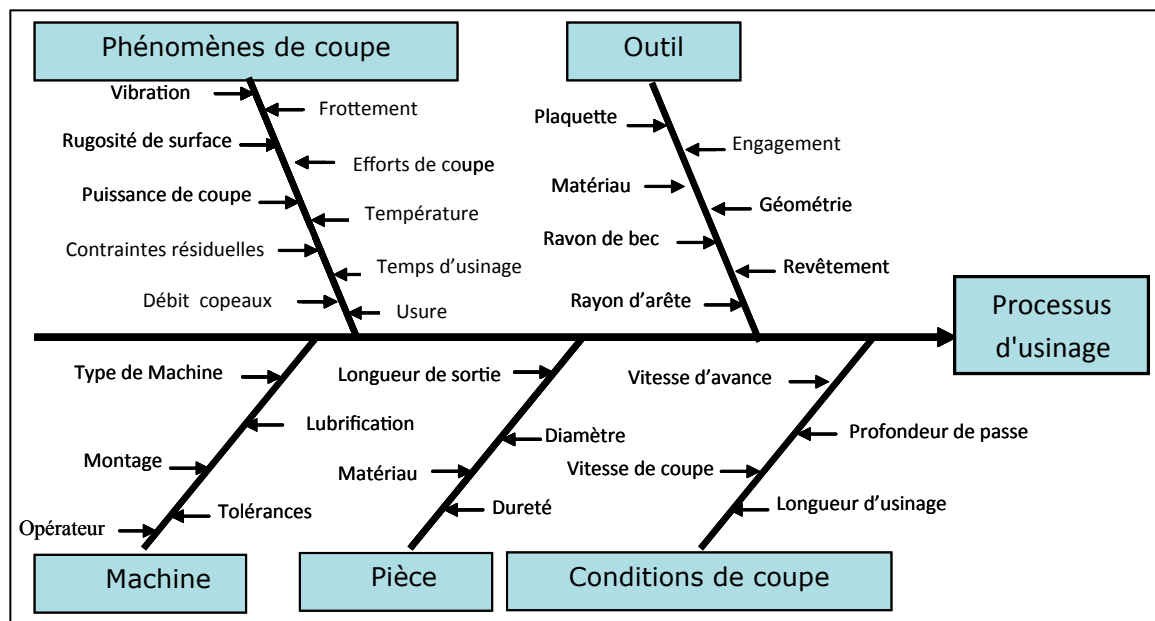 Phénomènes de coupe
Outil
Vibration
Frottement
Rugosité de surface
Efforts de coupe
Puissance de coupe
Température
Contraintes résiduelles
Temps d'usinage
Débit copeaux
Usure
Plaquette
Engagement
Matériau
Géométrie
Ravon de bec
Revêtement
Rayon d'arête
Processus
d'usinage
Type de Machine
Lubrification
Montage
Tolérances
Opérateur
Longueur de sortie
Diamètre
Matériau
Dureté
Vitesse d'avance
Profondeur de passe
Vitesse de coupe
Longueur d'usinage
Machine
Pièce
Conditions de coupe